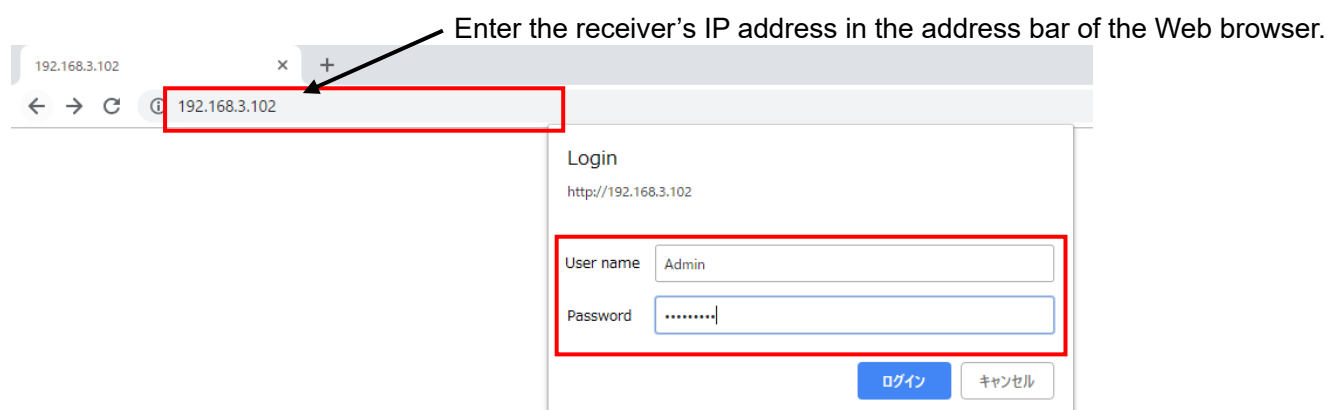 Enter the receiver's IP address in the address bar of the Web browser.
192.168.3.102
192.168.3.102
Login
http://192.168.3.102
User name Admin
Password •••••••••
ログイン キャンセル